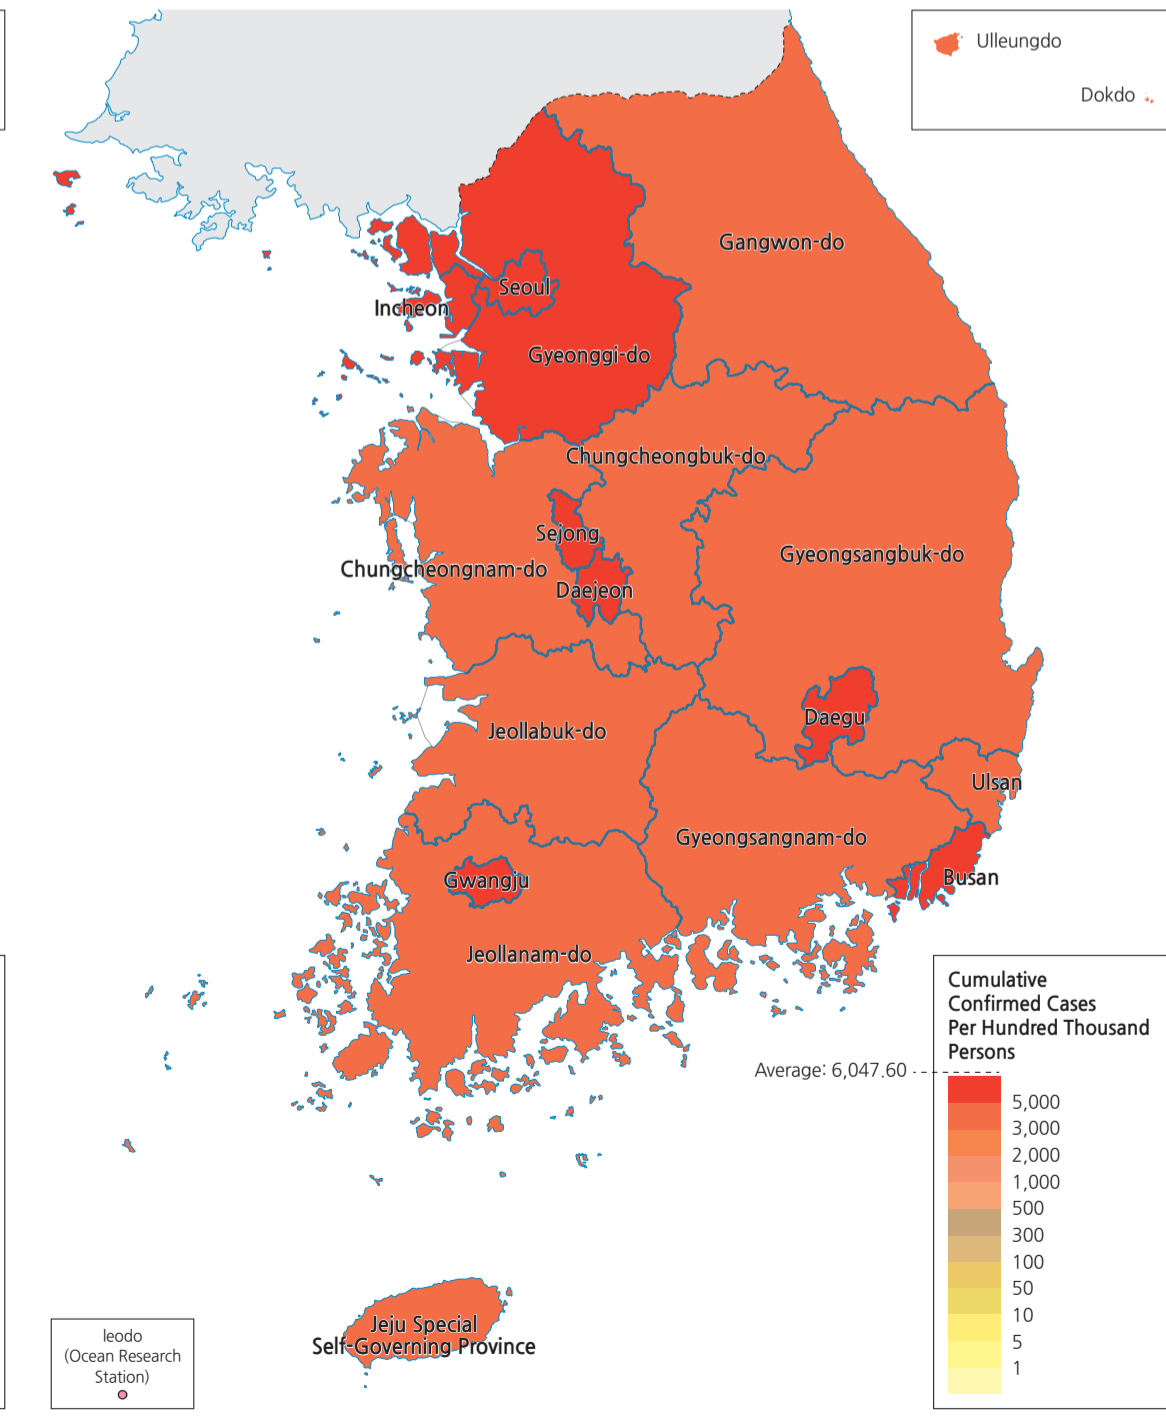 Ulleungdo
Dokdo
Gangwon-do
Seoul
Incheon
Gyeonggi-do
Chungcheongbuk-do
Sejong
Gyeongsangbuk-do
Chungcheongnam-do
Daejeon
Daegu
Jeollabuk-do
Ulsan
Gyeongsangnam-do
Gwangju
Busan
Jeollanam-do
Cumulative
Confirmed Cases
Per Hundred Thousand
Persons
Average: 6,047.60
5,000
3,000
2,000
1,000
500
300
100
50
10
5
1
Jeju Special
Self-Governing Province
Ieodo
(Ocean Research
Station)